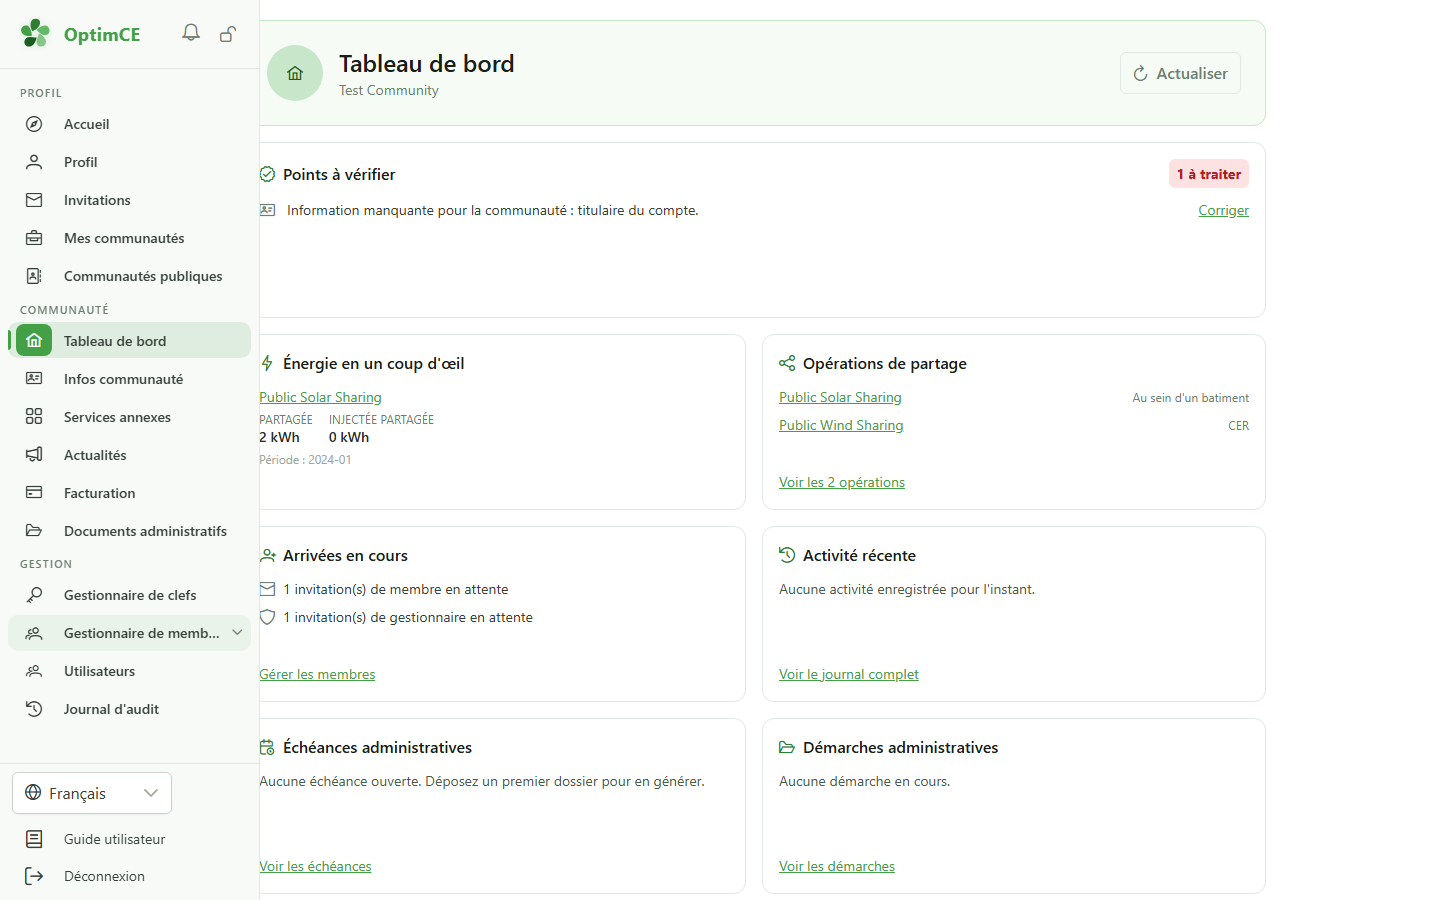 OptimCE
PROFIL
Accueil
Profil
Invitations
Mes communautés
Communautés publiques
COMMUNAUTÉ
Tableau de bord
Infos communauté
Services annexes
Actualités
Facturation
Documents administratifs
GESTION
Gestionnaire de clefs
Gestionnaire de memb...
Utilisateurs
Journal d'audit
Français
Guide utilisateur
Déconnexion
Tableau de bord
Test Community
Actualiser
Points à vérifier
1 à traiter
Information manquante pour la communauté : titulaire du compte.
Corriger
Énergie en un coup d'œil
Public Solar Sharing
PARTAGÉE INJECTÉE PARTAGÉE
2 kWh 0 kWh
Période : 2024-01
Opérations de partage
Public Solar Sharing Au sein d'un batiment
Public Wind Sharing CER
Voir les 2 opérations
Arrivées en cours
1 invitation(s) de membre en attente
1 invitation(s) de gestionnaire en attente
Gérer les membres
Activité récente
Aucune activité enregistrée pour l'instant.
Voir le journal complet
Échéances administratives
Aucune échéance ouverte. Déposez un premier dossier pour en générer.
Voir les échéances
Démarches administratives
Aucune démarche en cours.
Voir les démarches